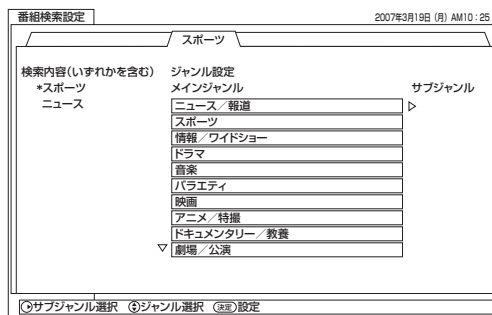 番組検索設定
2007年3月19日 (月) AM10：25
スポーツ
検索内容(いずれかを含む)
ジャンル設定
*スポーツ
メインジャンル
サブジャンル
ニュース
ニュース／報道
スポーツ
情報／ワイドショー
ドラマ
音楽
バラエティ
映画
アニメ／特撮
ドキュメンタリー／教養
劇場／公演
サブジャンル選択 ジャンル選択 決定 設定